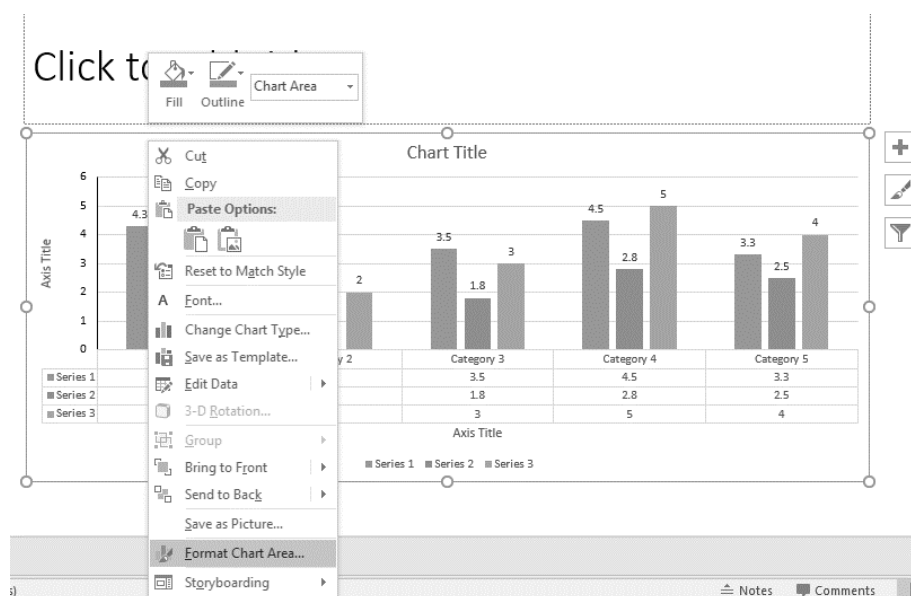 Click to
Fill Outline Chart Area
Chart Title
Cut
Copy
Paste Options:
Reset to Match Style
Font...
Change Chart Type...
Save as Template...
Edit Data
3-D Rotation...
Group
Bring to Front
Send to Back
Save as Picture...
Format Chart Area...
Storyboarding
Axis Title
6
5
4
3
2
1
0
4.3
2
3.5
1.8
3
4.5
2.8
5
3.3
2.5
4
y 2 Category 3 Category 4 Category 5
Series 1 3.5 4.5 3.3
Series 2 1.8 2.8 2.5
Series 3 3 5 4
Axis Title
Series 1 Series 2 Series 3
s) Notes Comments